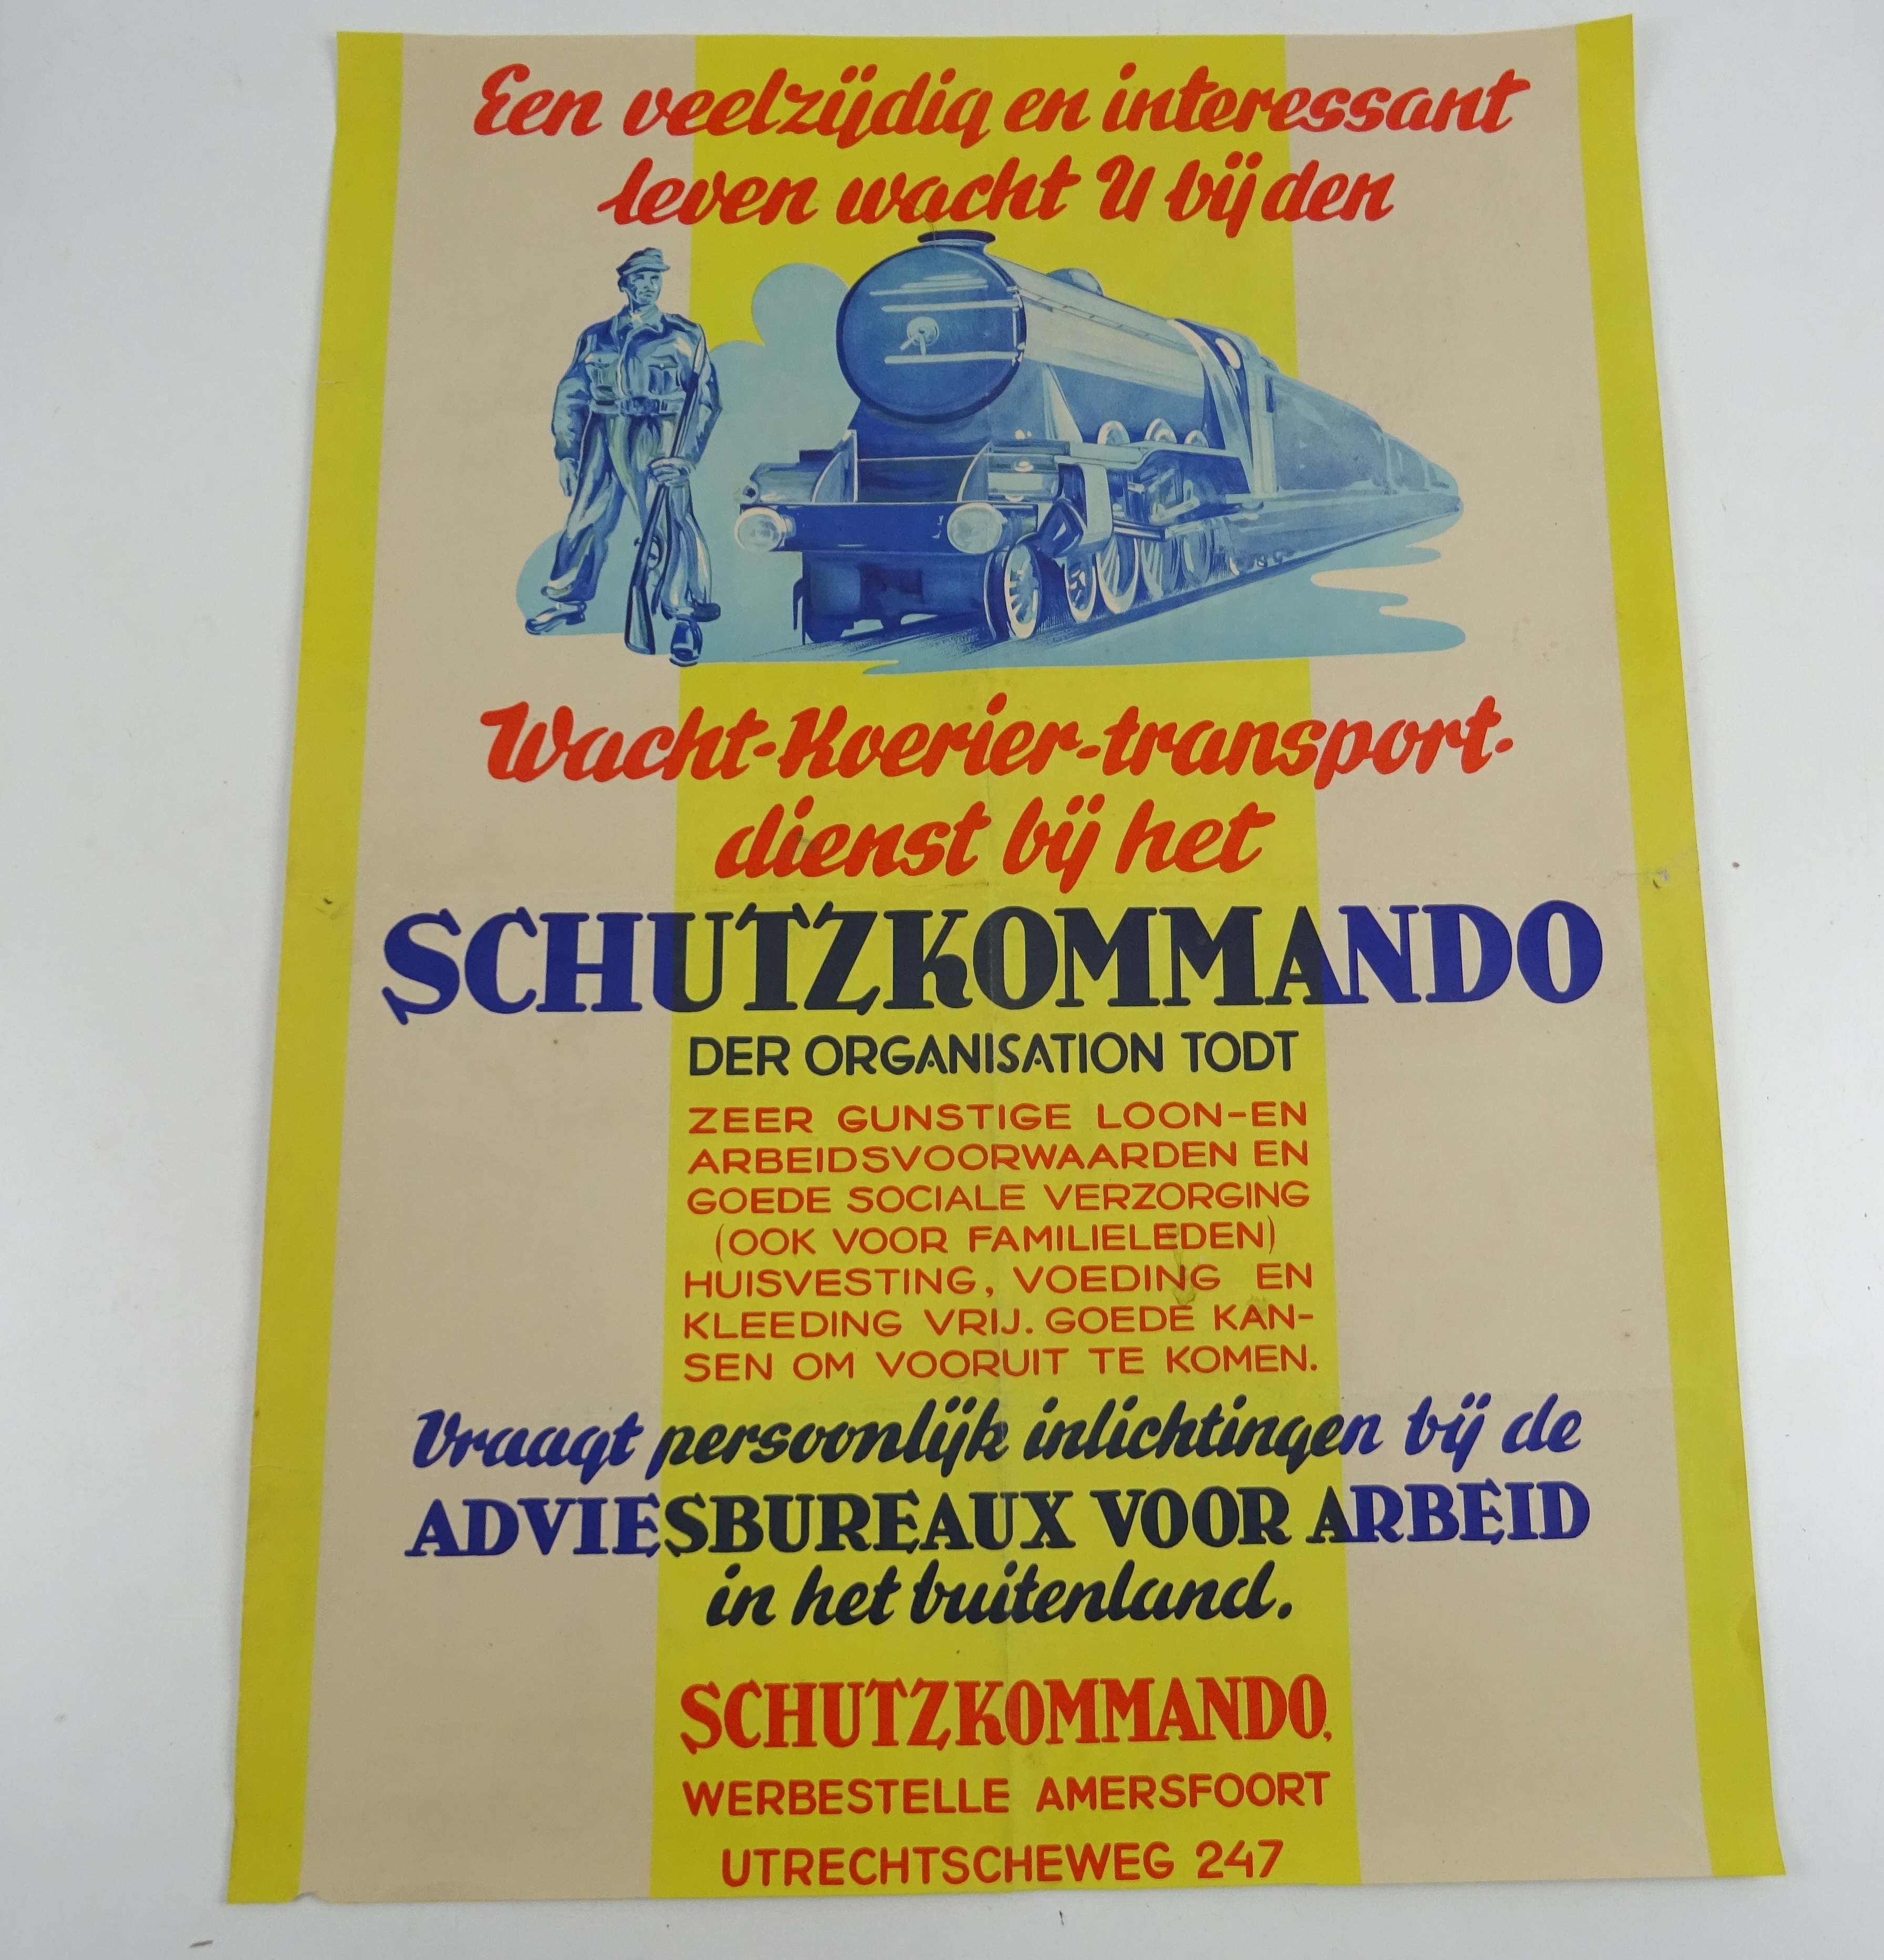 Een veelzijdig en interessant
leven wacht U bij den
Wacht-Koerier-transport-
dienst bij het
SCHUTZKOMMANDO
DER ORGANISATION TODT
ZEER GUNSTIGE LOON-EN
ARBEIDSVOORWAARDEN EN
GOEDE SOCIALE VERZORGING
(OOK VOOR FAMILIELEDEN)
HUISVESTING, VOEDING EN
KLEEDING VRIJ. GOEDE KAN-
SEN OM VOORUIT TE KOMEN.
Vraagt persoonlijk inlichtingen bij de
ADVIESBUREAUX VOOR ARBEID
in het buitenland.
SCHUTZKOMMANDO,
WERBESTELLE AMERSFOORT
UTRECHTSCHEWEG 247